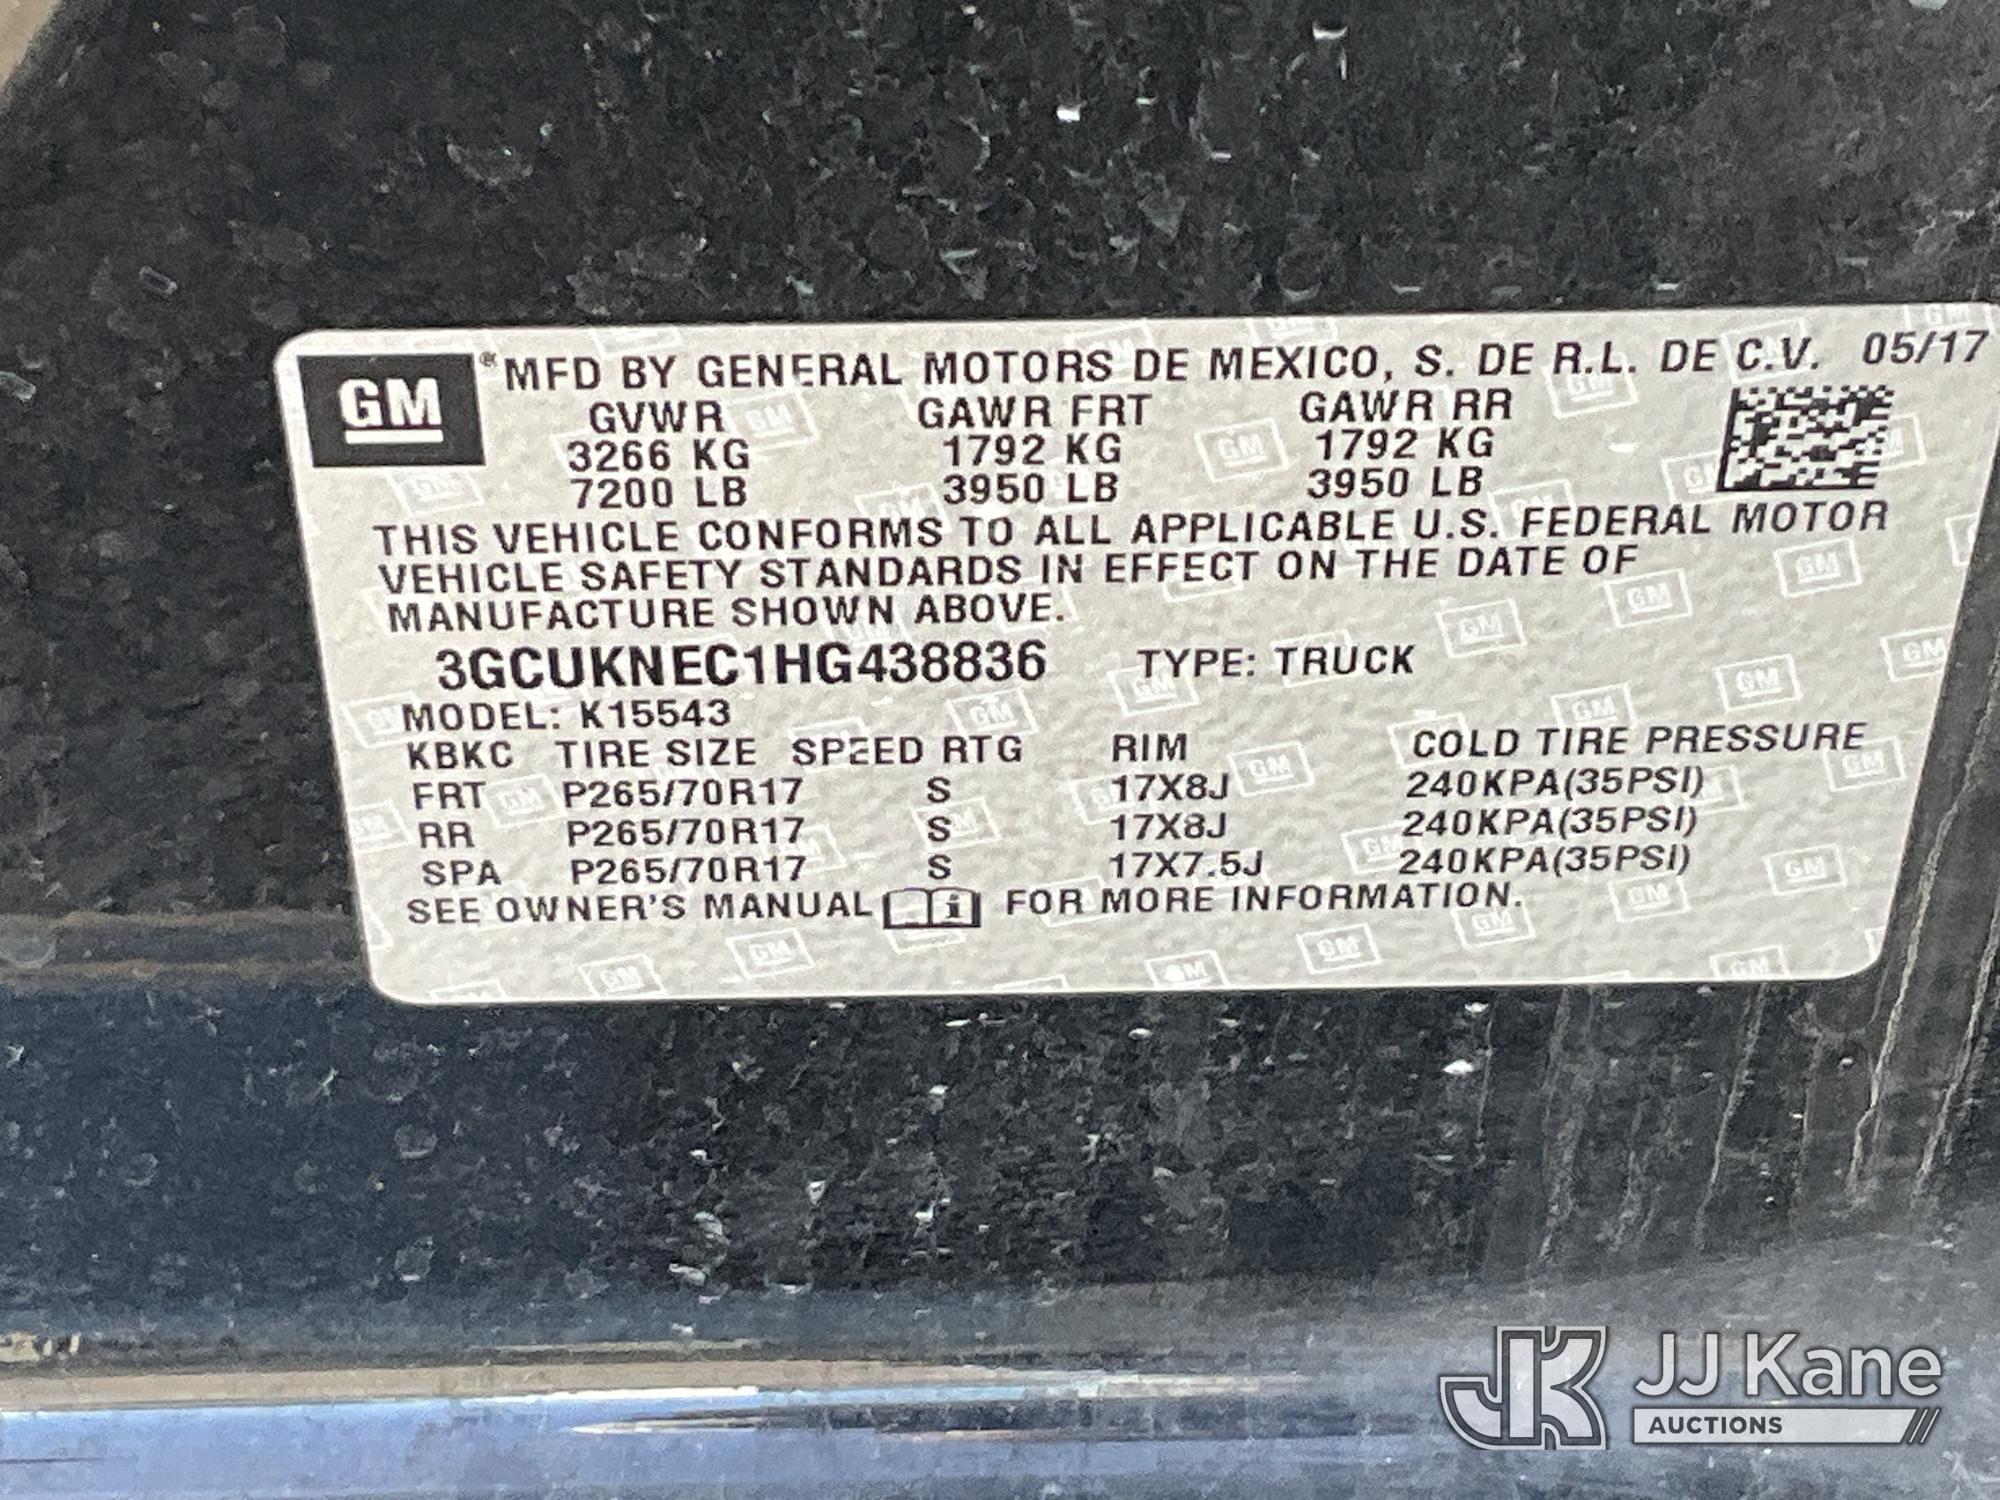 GM ® MFD BY GENERAL MOTORS DE MEXICO, S. DE R.L. DE C.V. 05/17
GVWR GAWR FRT GAWR RR
3266 KG 1792 KG 1792 KG
7200 LB 3950 LB 3950 LB
THIS VEHICLE CONFORMS TO ALL APPLICABLE U.S. FEDERAL MOTOR
VEHICLE SAFETY STANDARDS IN EFFECT ON THE DATE OF
MANUFACTURE SHOWN ABOVE.
3GCUKNEC1HG438836 TYPE: TRUCK
MODEL: K15543
KBKC TIRE SIZE SPEED RTG RIM COLD TIRE PRESSURE
FRT P265/70R17 S 17X8J 240KPA(35PSI)
RR P265/70R17 S 17X8J 240KPA(35PSI)
SPA P265/70R17 S 17X7.5J 240KPA(35PSI)
SEE OWNER'S MANUAL i FOR MORE INFORMATION.
JK JJ Kane
AUCTIONS